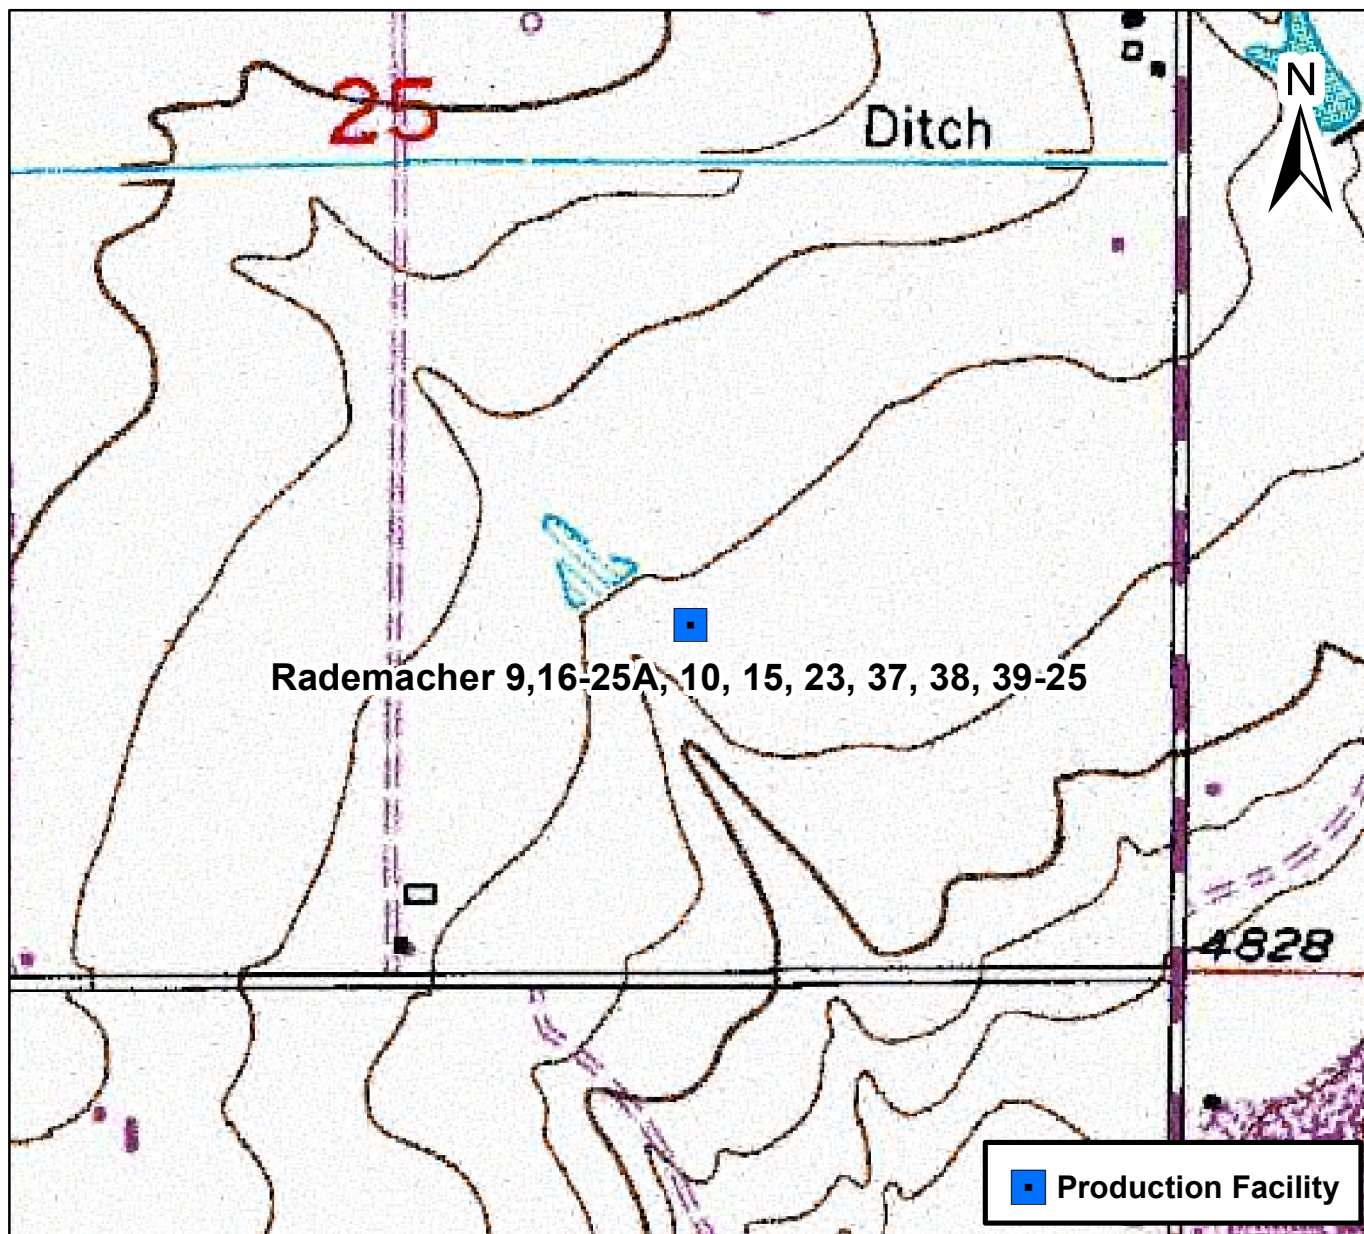 N
25
Ditch
Rademacher 9,16-25A, 10, 15, 23, 37, 38, 39-25
4828
Production Facility